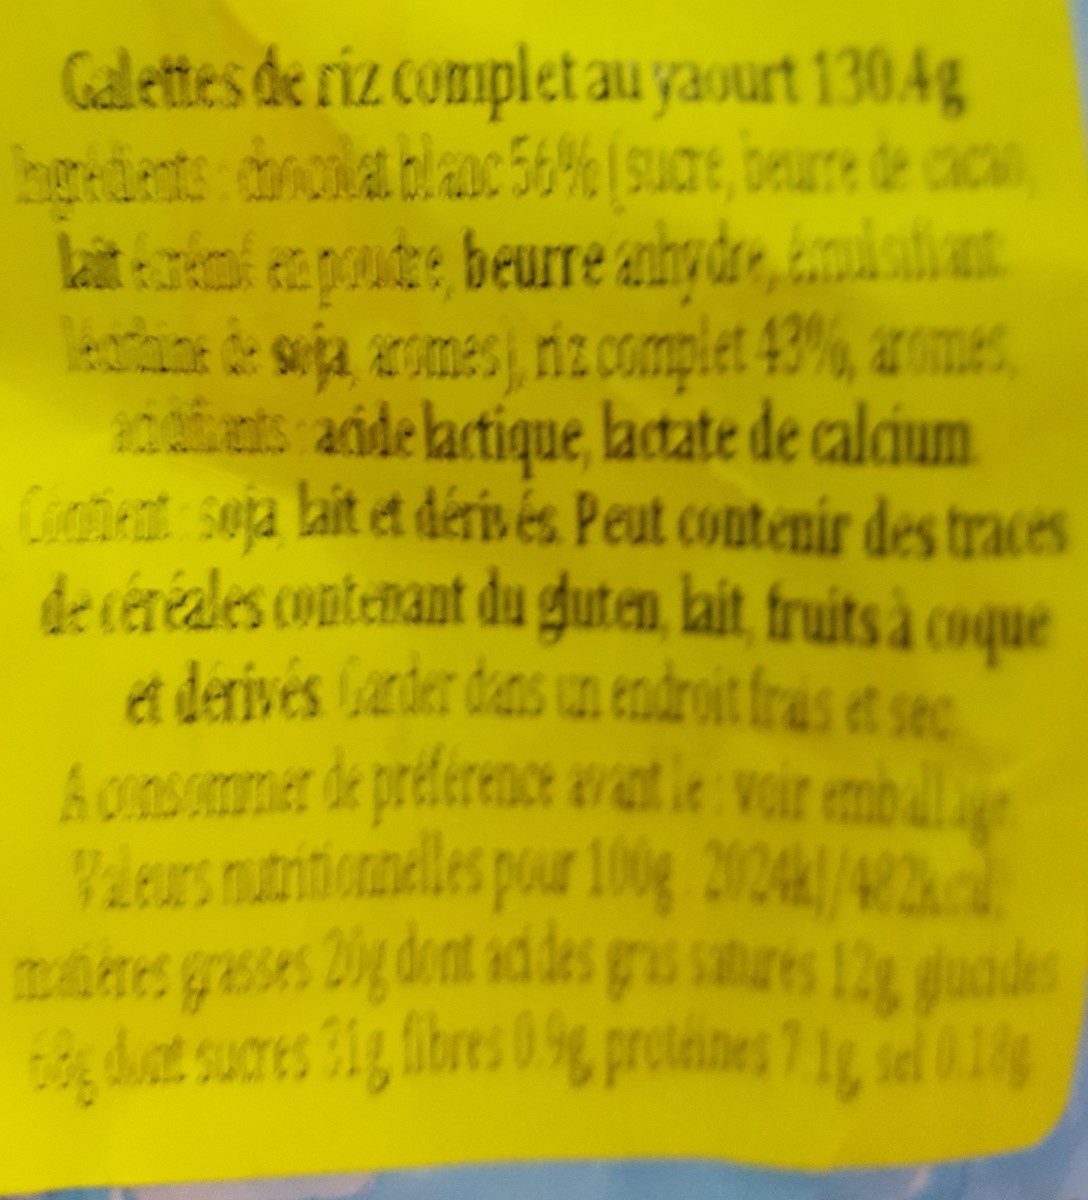 Galettes de riz complet au yaourt 130.4g
Ingrédients : chocolat blanc 56% (sucre, beurre de cacao,
lait écrémé en poudre, beurre anhydre, émulsifiant:
lécithine de soja, aromes), riz complet 43%, aromes,
acidifiants : acide lactique, lactate de calcium.
Contient : soja, lait et dérivés. Peut contenir des traces
de céréales contenant du gluten, lait, fruits à coque
et dérivés. Garder dans un endroit frais et sec.
A consommer de préférence avant le : voir emballage.
Valeurs nutritionnelles pour 100g : 2024kJ/482kcal,
matières grasses 20g dont acides gras saturés 12g, glucides
68g dont sucres 31g, fibres 0.9g, protéines 7.1g, sel 0.18g.